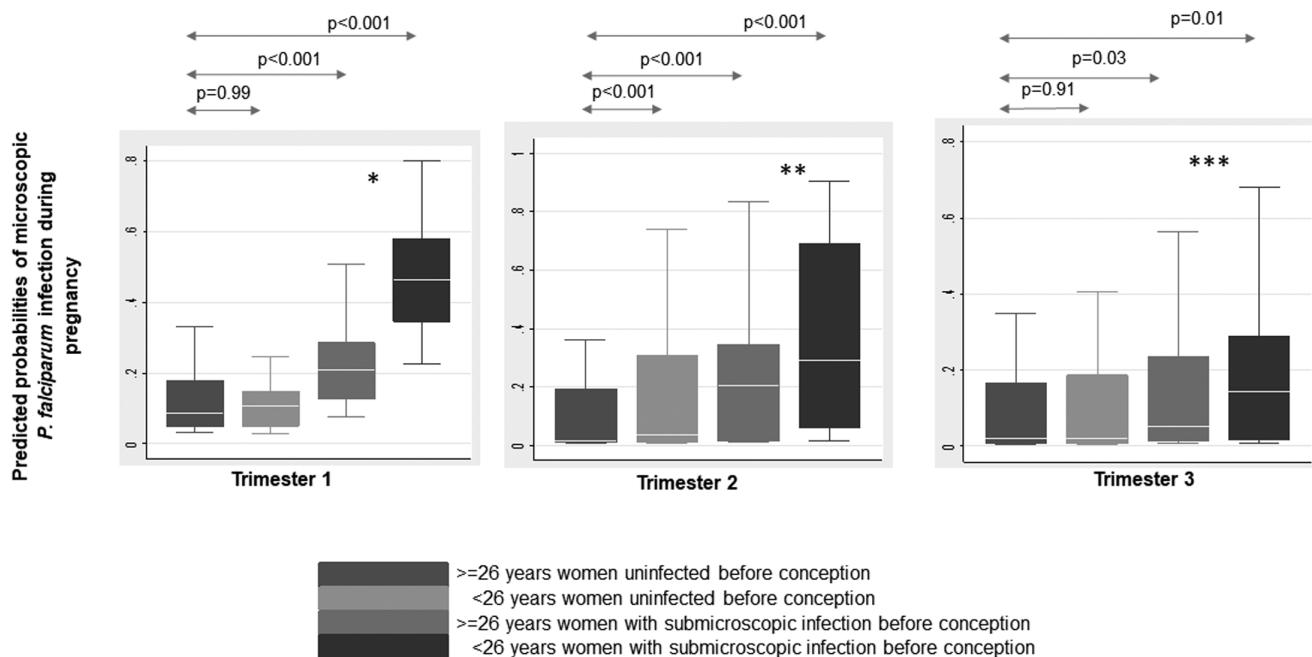 p<0.001
p<0.001
p=0.99
p<0.001
p<0.001
p<0.001
p=0.01
p=0.03
p=0.91
Predicted probabilities of microscopic
P. falciparum infection during
pregnancy
.8
.6
.4
.2
0
*
Trimester 1
1
.8
.6
.4
.2
0
**
Trimester 2
.8
.6
.4
.2
0
***
Trimester 3
>=26 years women uninfected before conception
<26 years women uninfected before conception
>=26 years women with submicroscopic infection before conception
<26 years women with submicroscopic infection before conception